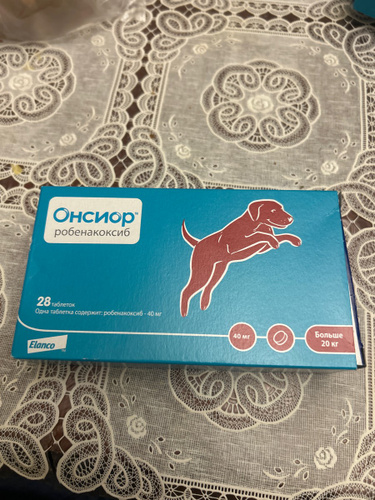 Онсиор
робенакоксиб
28 таблеток
Одна таблетка содержит: робенакоксиб - 40 мг
Elanco
40 мг
Больше
20 кг